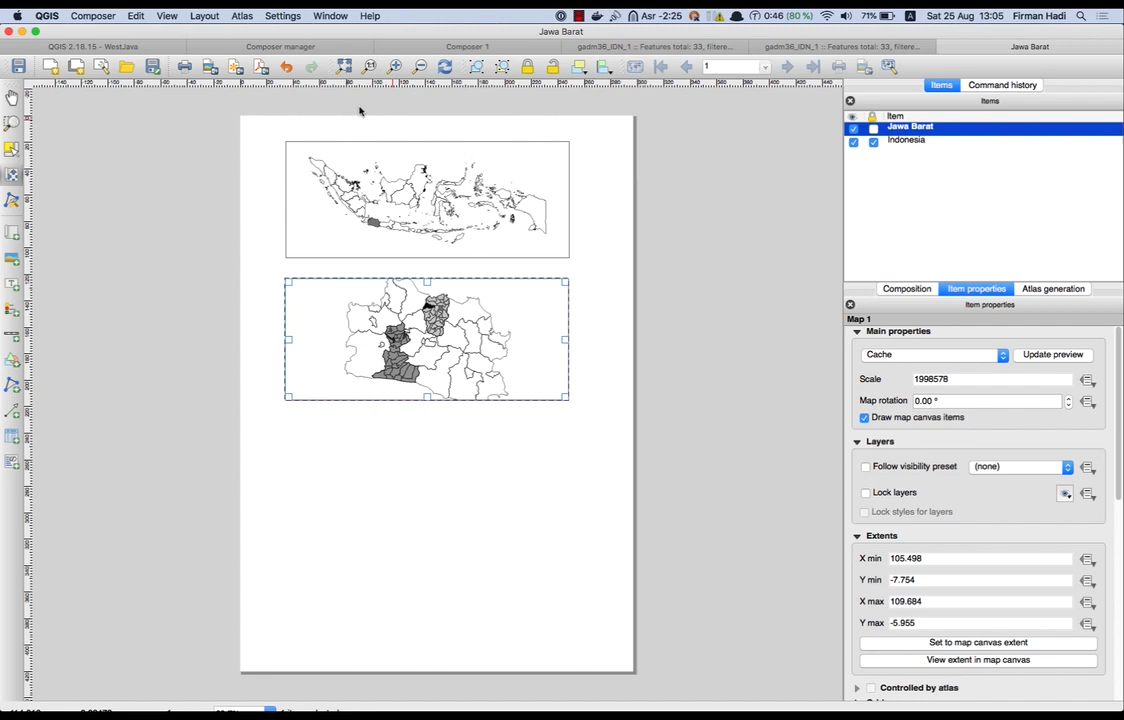 QGIS Composer Edit View Layout Atlas Settings Window Help Asr -2:25 0:46 (80 %) 71% A Sat 25 Aug 13:05 Firman Hadi
Jawa Barat
QGIS 2.18.15 - WestJava Composer manager Composer 1 gadm36_IDN_1 :: Features total: 33, filtere... gadm36_IDN_1 :: Features total: 33, filtere... Jawa Barat
1
Items Command history
Items
Item
Jawa Barat
Indonesia
Composition Item properties Atlas generation
Item properties
Map 1
Main properties
Cache Update preview
Scale 1998578
Map rotation 0.00 °
Draw map canvas items
Layers
Follow visibility preset (none)
Lock layers
Lock styles for layers
Extents
X min 105.498
Y min -7.754
X max 109.684
Y max -5.955
Set to map canvas extent
View extent in map canvas
Controlled by atlas